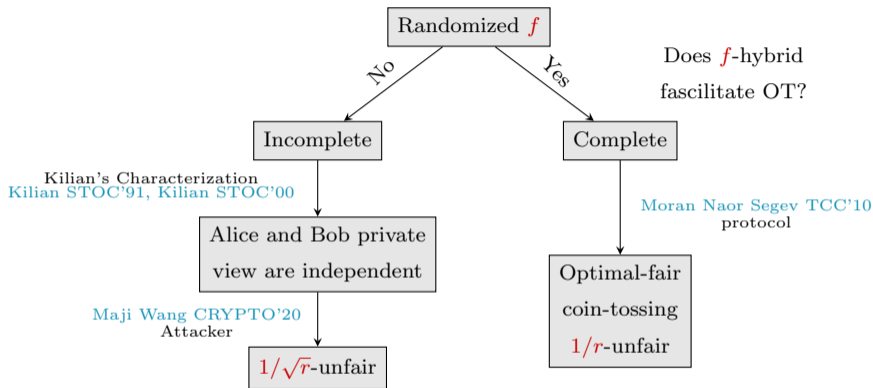 Randomized f
Does f-hybrid
fascilitate OT?
No
Yes
Incomplete
Complete
Kilian's Characterization
Kilian STOC'91, Kilian STOC'00
Moran Naor Segev TCC'10
protocol
Alice and Bob private
view are independent
Optimal-fair
coin-tossing
1/r-unfair
Maji Wang CRYPTO'20
Attacker
1/√r-unfair